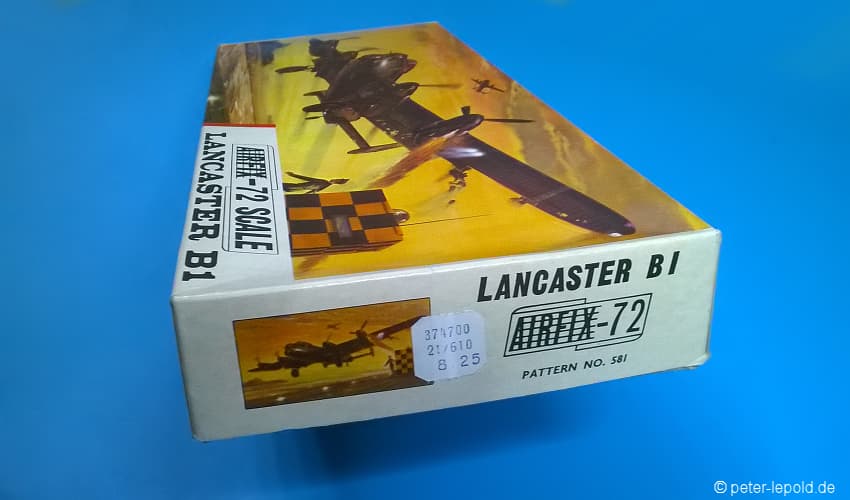 AIRFIX-72 SCALE
LANCASTER B1
LANCASTER B I
AIRFIX-72
PATTERN NO. 581
374700
21/610
8 25
© peter-lepold.de